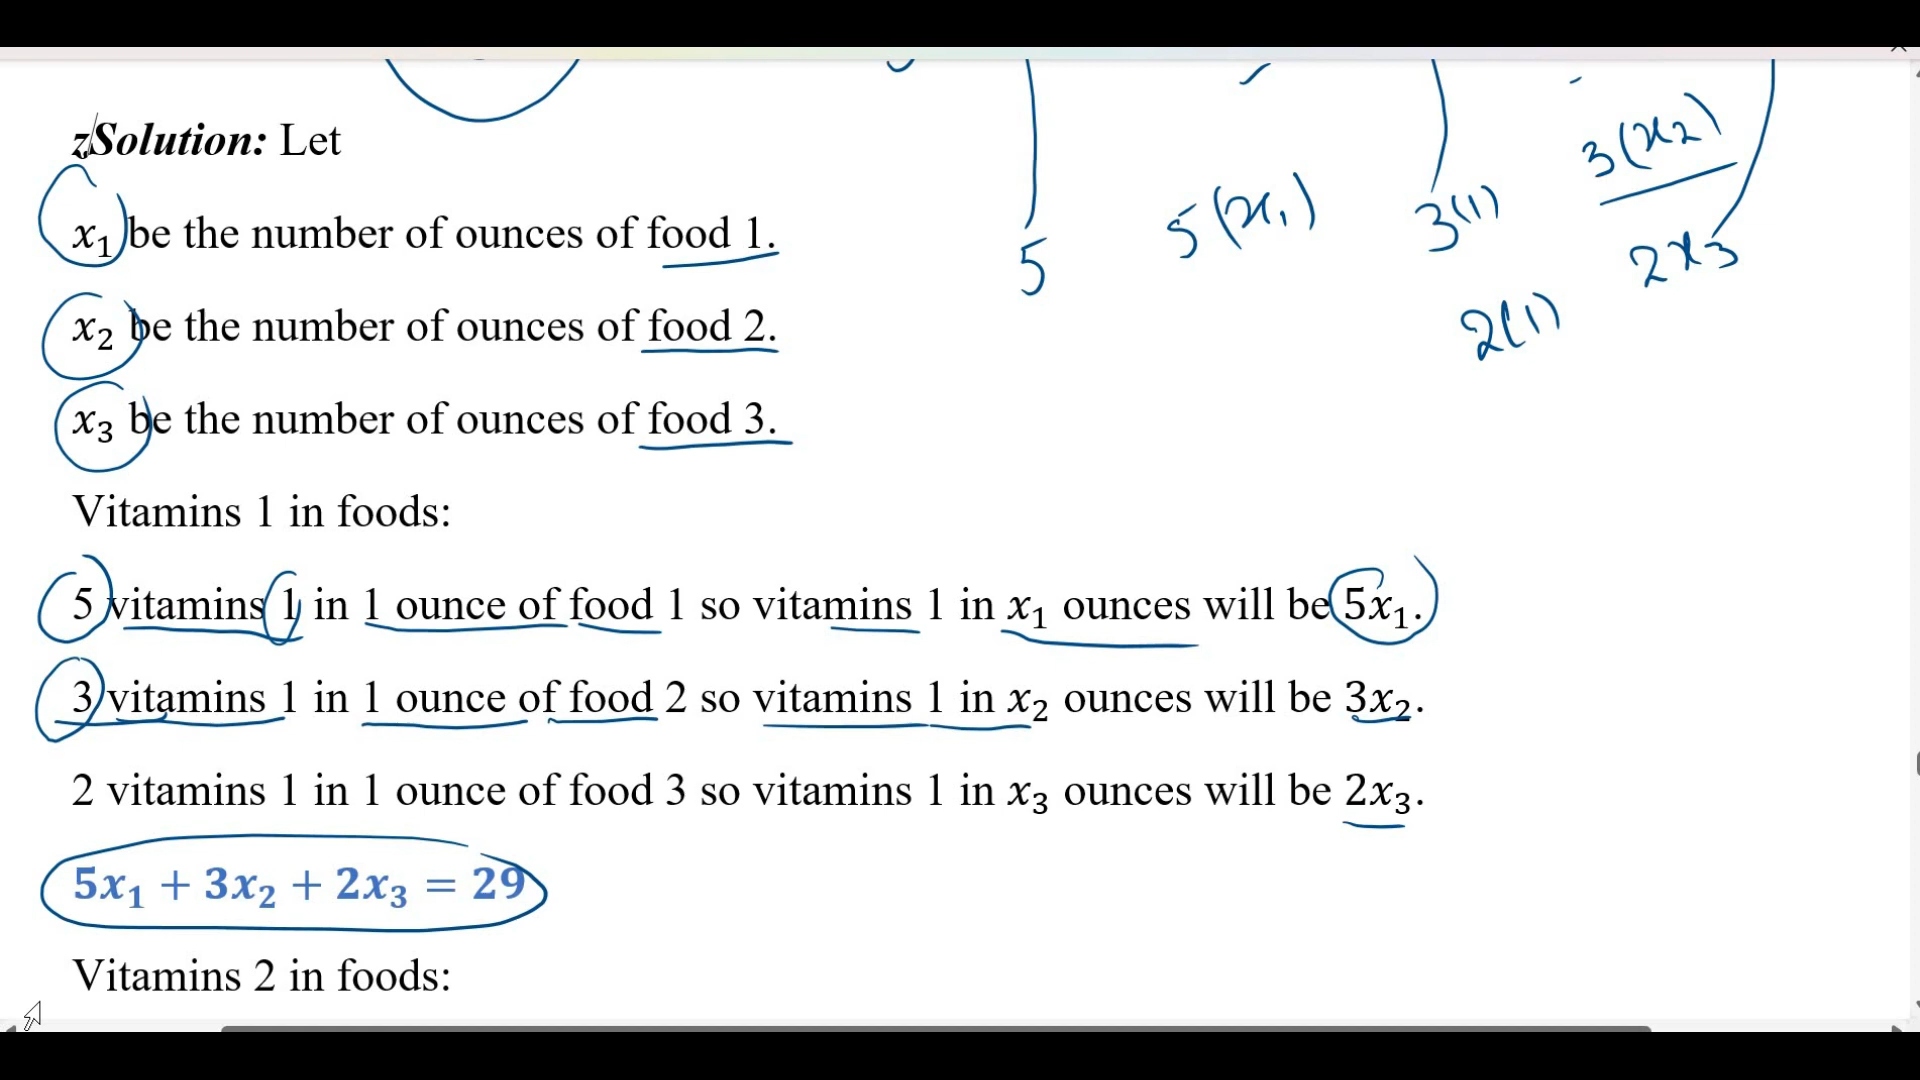 zSolution: Let
x₁ be the number of ounces of food 1.
x₂ be the number of ounces of food 2.
x₃ be the number of ounces of food 3.
5
5(x₁)
3(1)
3(x₂)
2x₃
2(1)
Vitamins 1 in foods:
5 vitamins 1 in 1 ounce of food 1 so vitamins 1 in x₁ ounces will be 5x₁.
3 vitamins 1 in 1 ounce of food 2 so vitamins 1 in x₂ ounces will be 3x₂.
2 vitamins 1 in 1 ounce of food 3 so vitamins 1 in x₃ ounces will be 2x₃.
5x₁ + 3x₂ + 2x₃ = 29
Vitamins 2 in foods: